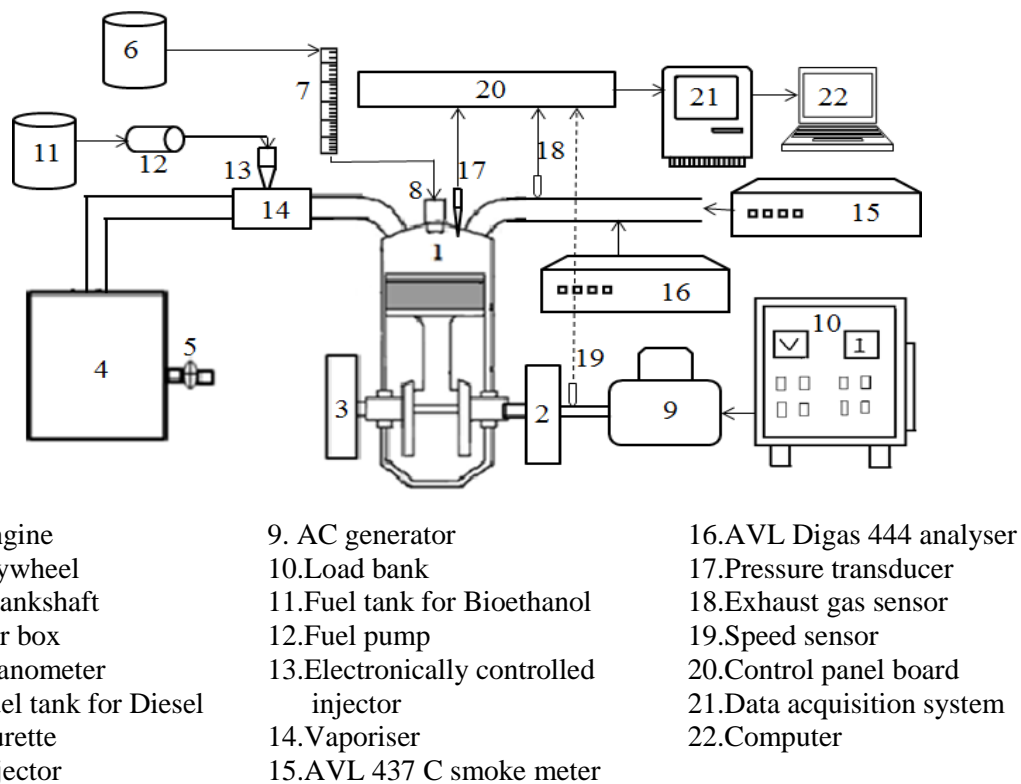 6
7
20
21
22
11
12
13
8
17
18
14
15
1
16
10
V
I
5
4
19
3
2
9
ngine
ywheel
ankshaft
r box
anometer
el tank for Diesel
urette
jector
9. AC generator
10.Load bank
11.Fuel tank for Bioethanol
12.Fuel pump
13.Electronically controlled
injector
14.Vaporiser
15.AVL 437 C smoke meter
16.AVL Digas 444 analyser
17.Pressure transducer
18.Exhaust gas sensor
19.Speed sensor
20.Control panel board
21.Data acquisition system
22.Computer